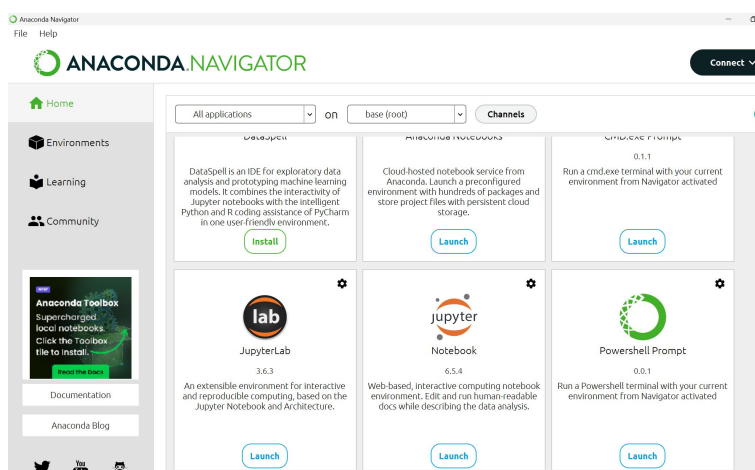 Anaconda Navigator
File Help
ANACONDA.NAVIGATOR
Connect
Home
Environments
Learning
Community
All applications
on
base (root)
Channels
DataSpell
DataSpell is an IDE for exploratory data
analysis and prototyping machine learning
models. It combines the interactivity of
Jupyter notebooks with the intelligent
Python and R coding assistance of PyCharm
in one user-friendly environment.
Install
Anaconda Notebooks
Cloud-hosted notebook service from
Anaconda. Launch a preconfigured
environment with hundreds of packages and
store project files with persistent cloud
storage.
Launch
CMD.exe Prompt
0.1.1
Run a cmd.exe terminal with your current
environment from Navigator activated
Launch
lab
JupyterLab
3.6.3
An extensible environment for interactive
and reproducible computing, based on the
Jupyter Notebook and Architecture.
Launch
jupyter
Notebook
6.5.4
Web-based, interactive computing notebook
environment. Edit and run human-readable
docs while describing the data analysis.
Launch
Powershell Prompt
0.0.1
Run a Powershell terminal with your current
environment from Navigator activated
Launch
Anaconda Toolbox
Supercharged
local notebooks.
Click the Toolbox
tile to install.
Read the Docs
Documentation
Anaconda Blog
You